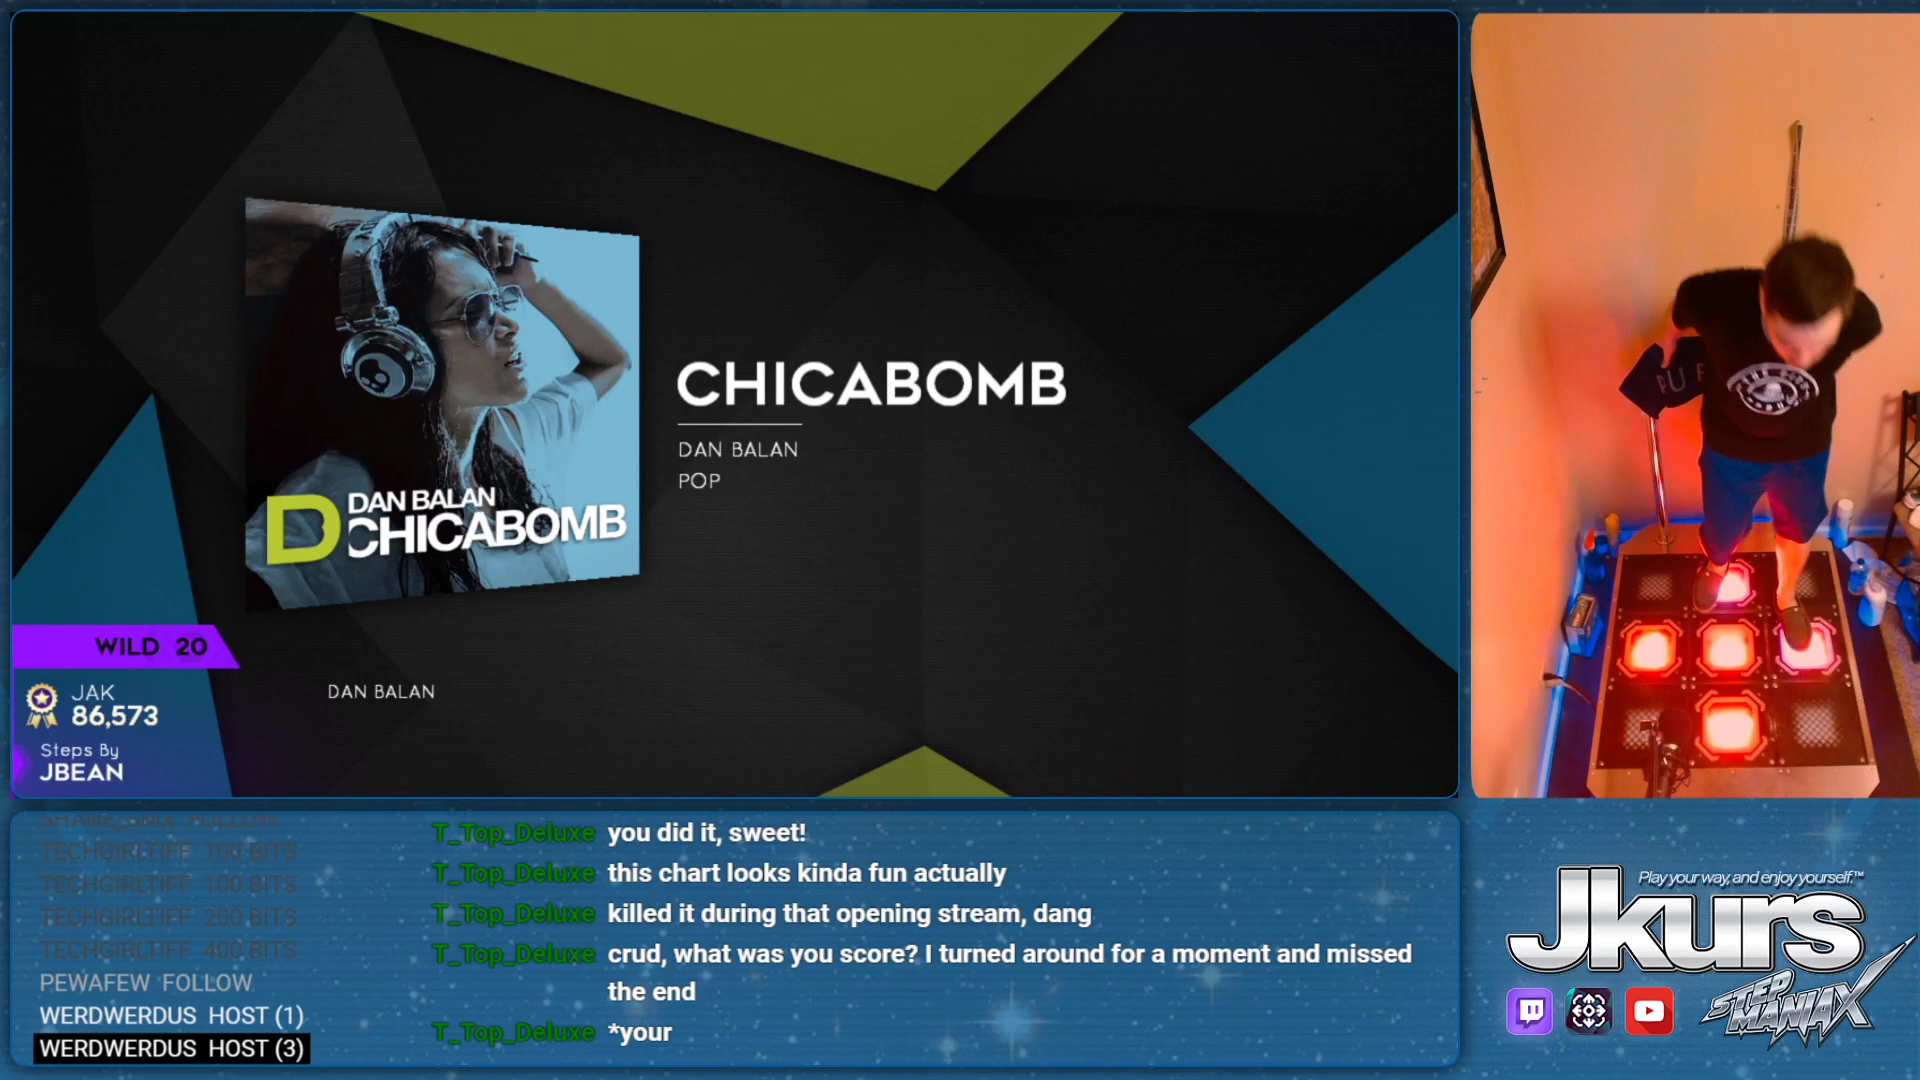 DAN BALAN
CHICABOMB
CHICABOMB
DAN BALAN
POP
WILD 20
JAK
86,573
Steps By
JBEAN
DAN BALAN
TECHGIRLTIFF 100 BITS
TECHGIRLTIFF 100 BITS
TECHGIRLTIFF 200 BITS
TECHGIRLTIFF 400 BITS
PEWAFEW FOLLOW
WERDWERDUS HOST (1)
WERDWERDUS HOST (3)
T_Top_Deluxe you did it, sweet!
T_Top_Deluxe this chart looks kinda fun actually
T_Top_Deluxe killed it during that opening stream, dang
T_Top_Deluxe crud, what was you score? I turned around for a moment and missed
the end
T_Top_Deluxe *your
Play your way, and enjoy yourself.™
Jkurs
STEPMANIAX